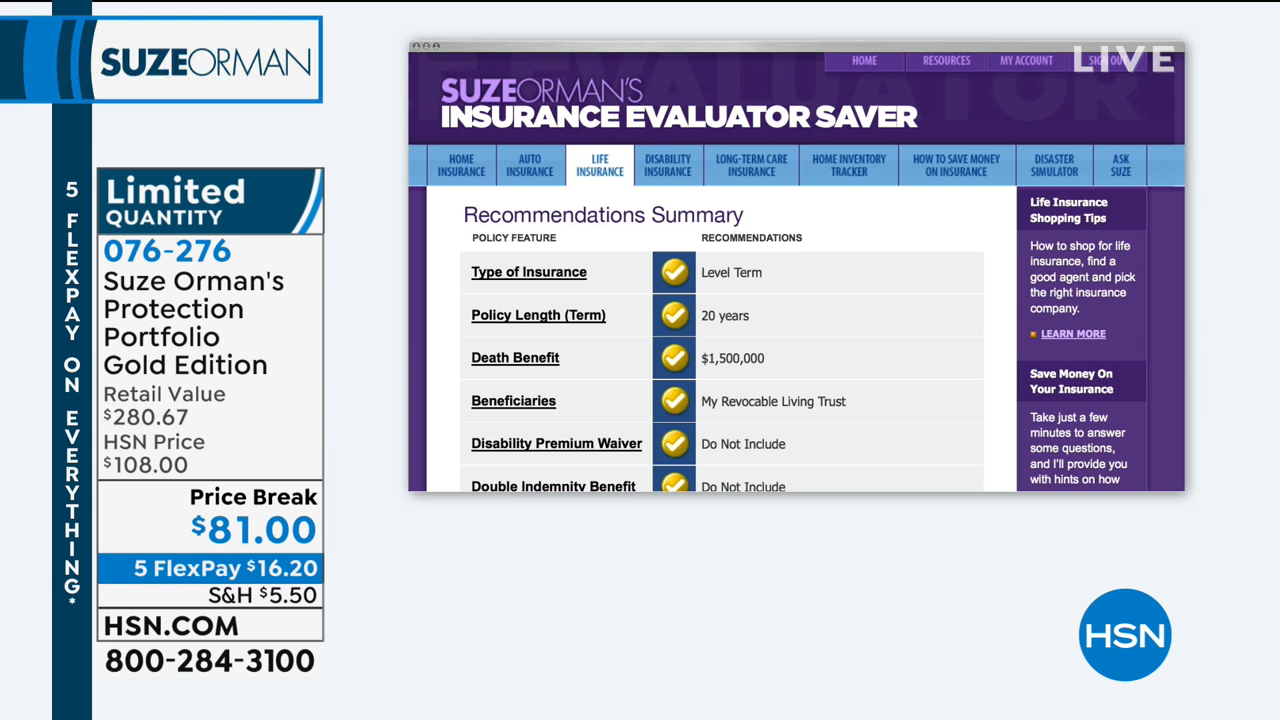 SUZEORMAN
5 FLEXPAY ON EVERYTHING*
Limited
QUANTITY
076-276
Suze Orman's
Protection
Portfolio
Gold Edition
Retail Value
$280.67
HSN Price
$108.00
Price Break
$81.00
5 FlexPay $16.20
S&H $5.50
HSN.COM
800-284-3100
LIVE
HOME RESOURCES MY ACCOUNT
SUZEORMAN'S
INSURANCE EVALUATOR SAVER
HOME INSURANCE
AUTO INSURANCE
LIFE INSURANCE
DISABILITY INSURANCE
LONG-TERM CARE INSURANCE
HOME INVENTORY TRACKER
HOW TO SAVE MONEY ON INSURANCE
DISASTER SIMULATOR
ASK SUZE
Recommendations Summary
POLICY FEATURE RECOMMENDATIONS
Type of Insurance Level Term
Policy Length (Term) 20 years
Death Benefit $1,500,000
Beneficiaries My Revocable Living Trust
Disability Premium Waiver Do Not Include
Double Indemnity Benefit Do Not Include
Life Insurance
Shopping Tips
How to shop for life
insurance, find a
good agent and pick
the right insurance
company.
LEARN MORE
Save Money On
Your Insurance
Take just a few
minutes to answer
some questions,
and I'll provide you
with hints on how
HSN